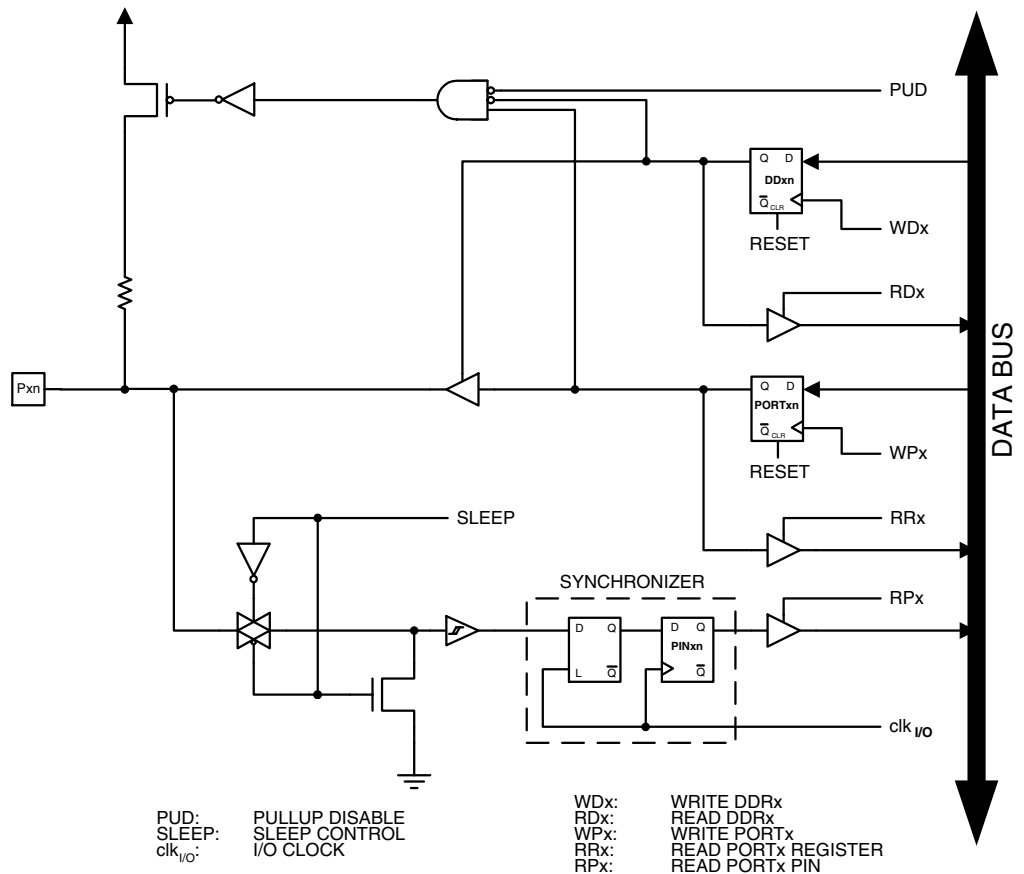 PUD
Q D
DDxn
Q CLR
WDx
RESET
RDx
DATA BUS
Pxn
Q D
PORTxn
Q CLR
WPx
RESET
RRx
SLEEP
SYNCHRONIZER
RPx
D Q
L Q
D Q
PINxn
Q
clk I/O
PUD: PULLUP DISABLE
SLEEP: SLEEP CONTROL
clkI/O: I/O CLOCK
WDx: WRITE DDRx
RDx: READ DDRx
WPx: WRITE PORTx
RRx: READ PORTx REGISTER
RPx: READ PORTx PIN